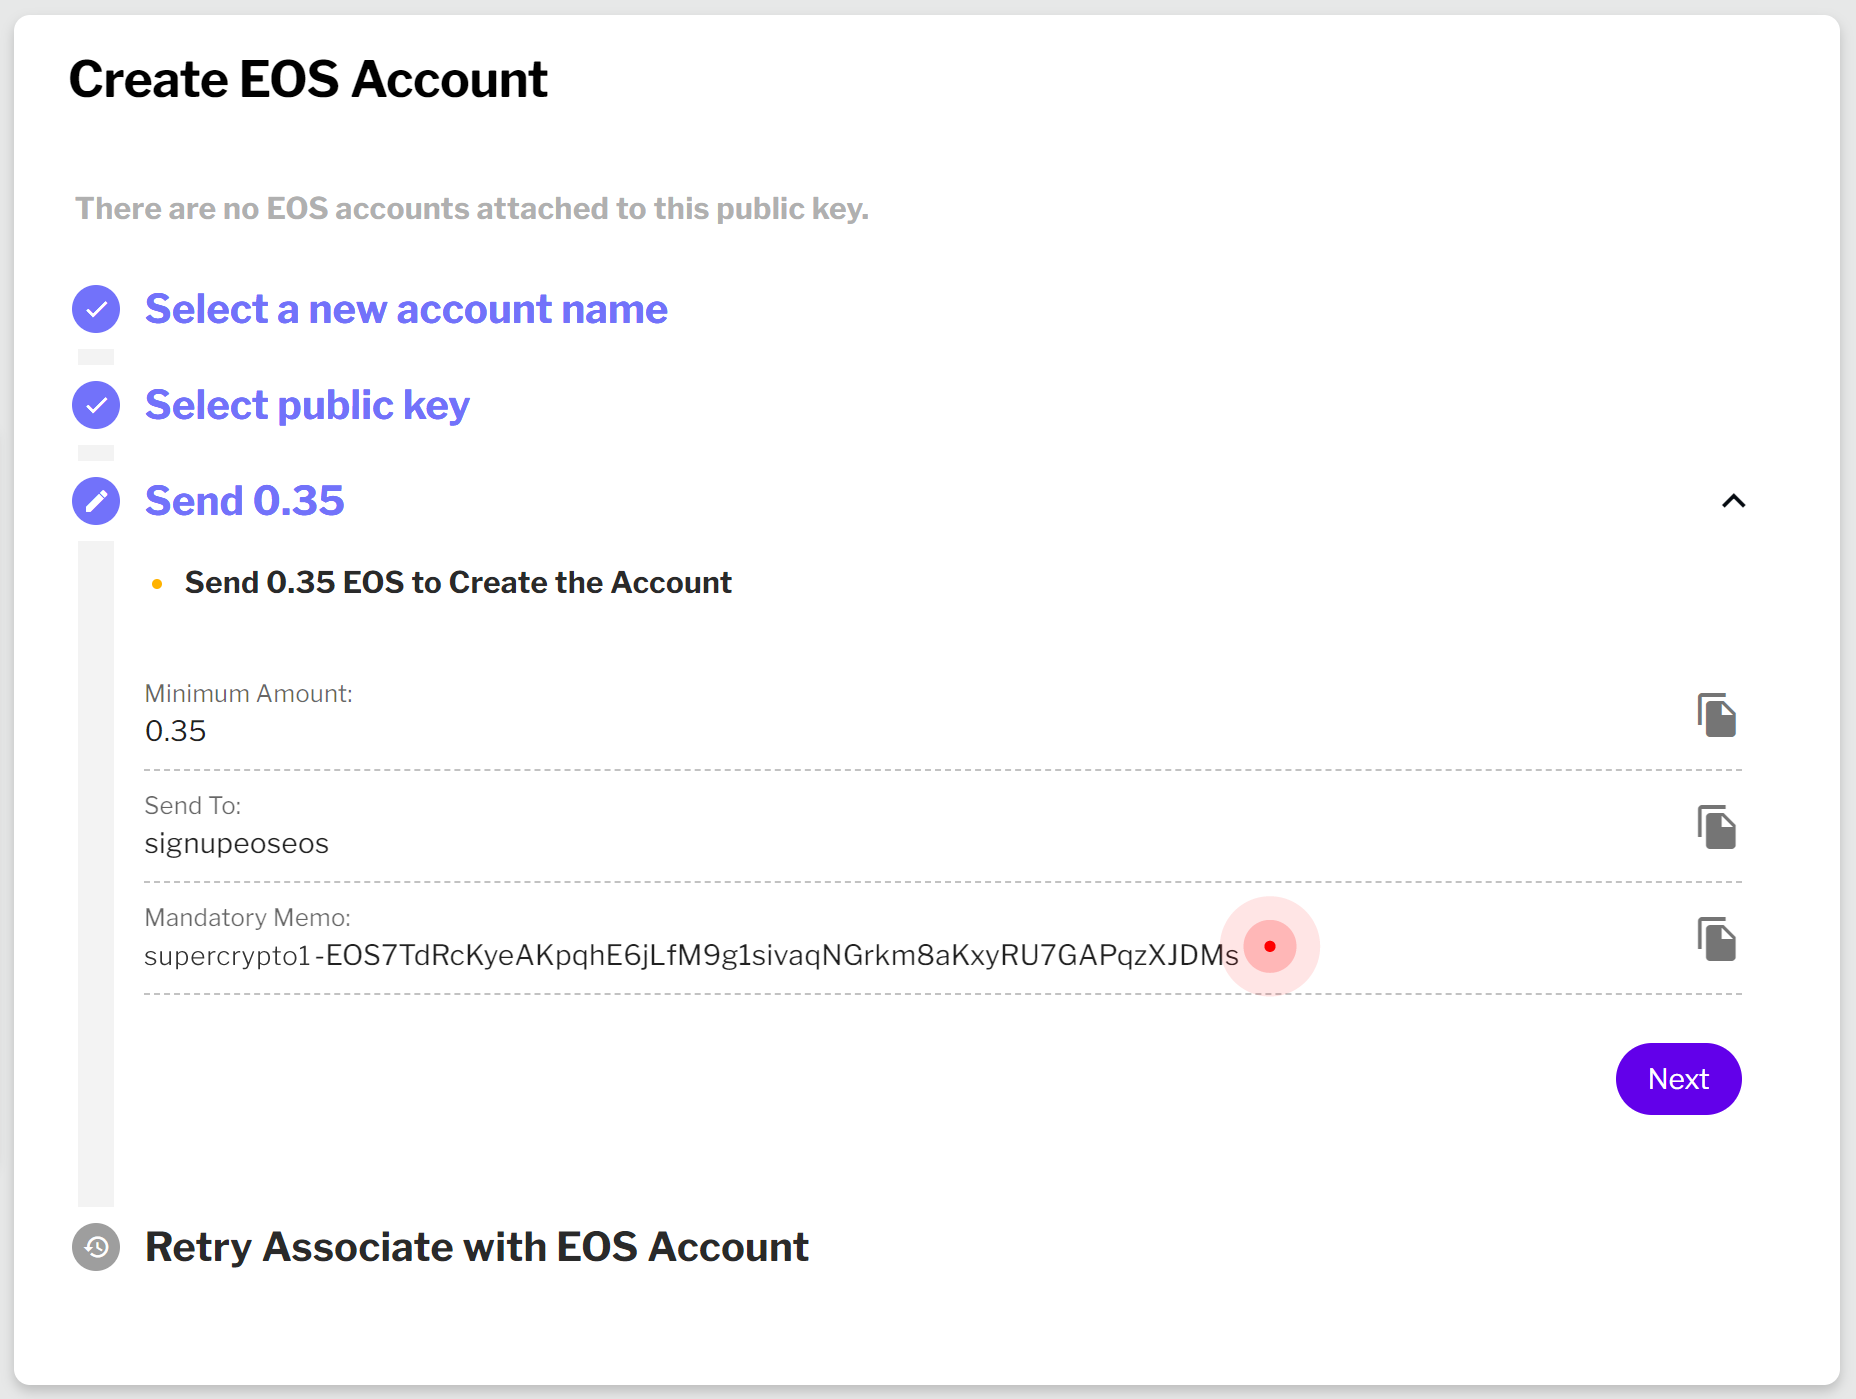 Create EOS Account
There are no EOS accounts attached to this public key.
Select a new account name
Select public key
Send 0.35
Send 0.35 EOS to Create the Account
Minimum Amount:
0.35
Send To:
signupeoseos
Mandatory Memo:
supercrypto1-EOS7TdRcKyeAKpqhE6jLfM9g1sivaqNGrkm8aKxyRU7GAPqzXJDMs
Next
Retry Associate with EOS Account